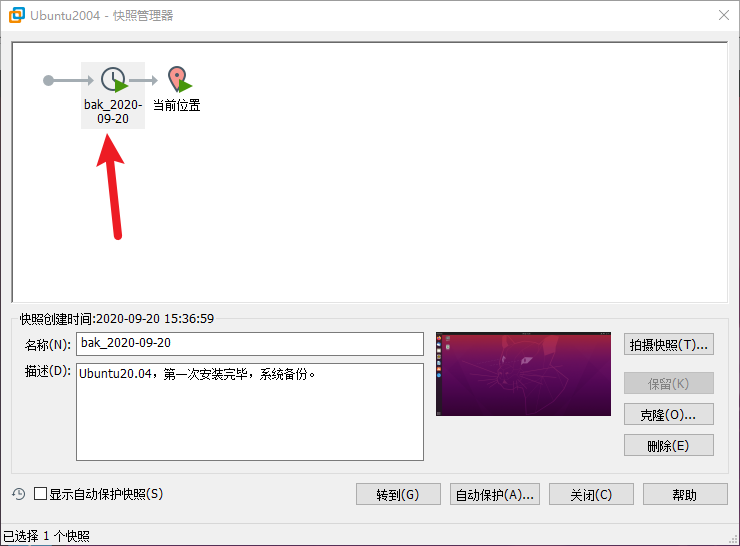 Ubuntu2004 - 快照管理器
bak_2020-
09-20
当前位置
快照创建时间:2020-09-20 15:36:59
名称(N):
bak_2020-09-20
拍摄快照(T)...
描述(D):
Ubuntu20.04，第一次安装完毕，系统备份。
保留(K)
克隆(O)...
删除(E)
显示自动保护快照(S)
转到(G)
自动保护(A)...
关闭(C)
帮助
已选择 1 个快照